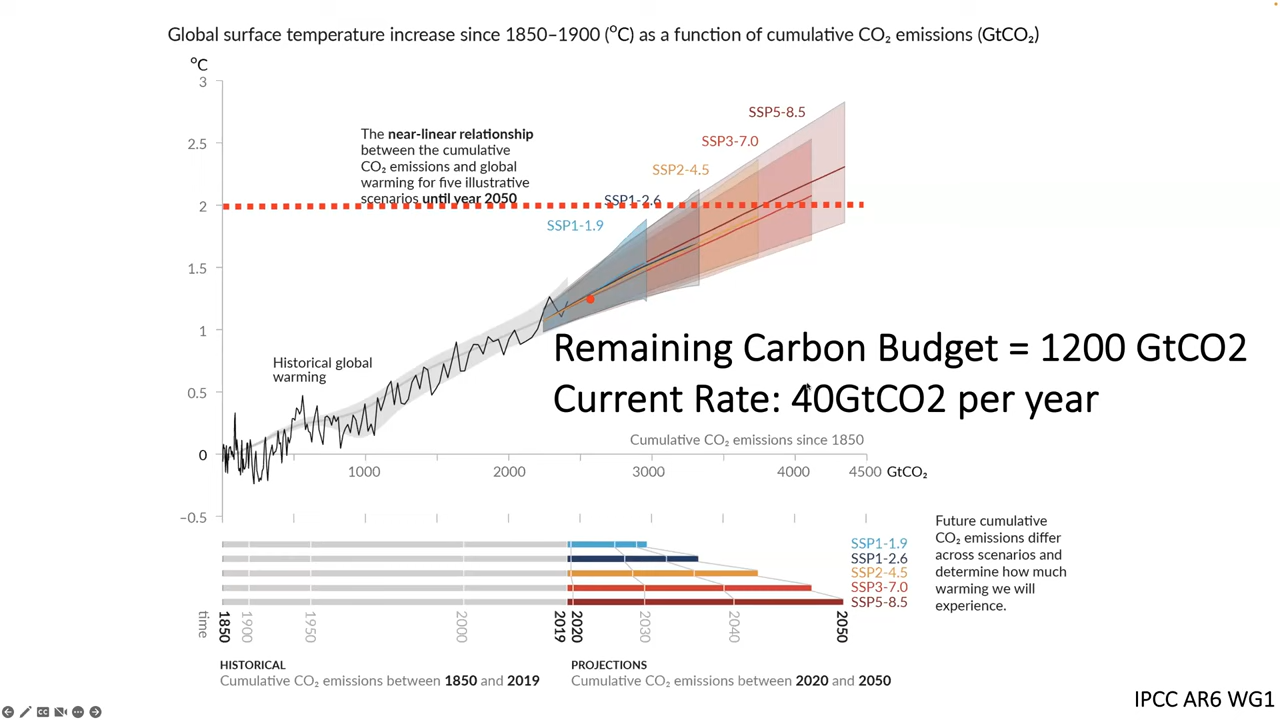 Global surface temperature increase since 1850–1900 (°C) as a function of cumulative CO₂ emissions (GtCO₂)
°C
3
2.5
2
1.5
1
0.5
0
−0.5
The near-linear relationship
between the cumulative
CO₂ emissions and global
warming for five illustrative
scenarios until year 2050
SSP5-8.5
SSP3-7.0
SSP2-4.5
SSP1-2.6
SSP1-1.9
Historical global
warming
Remaining Carbon Budget = 1200 GtCO2
Current Rate: 40GtCO2 per year
Cumulative CO₂ emissions since 1850
1000 2000 3000 4000 4500 GtCO₂
SSP1-1.9
SSP1-2.6
SSP2-4.5
SSP3-7.0
SSP5-8.5
Future cumulative
CO₂ emissions differ
across scenarios and
determine how much
warming we will
experience.
time 1850 1900 1950 2000 2019 2020 2030 2040 2050
HISTORICAL
Cumulative CO₂ emissions between 1850 and 2019
PROJECTIONS
Cumulative CO₂ emissions between 2020 and 2050
IPCC AR6 WG1
CC